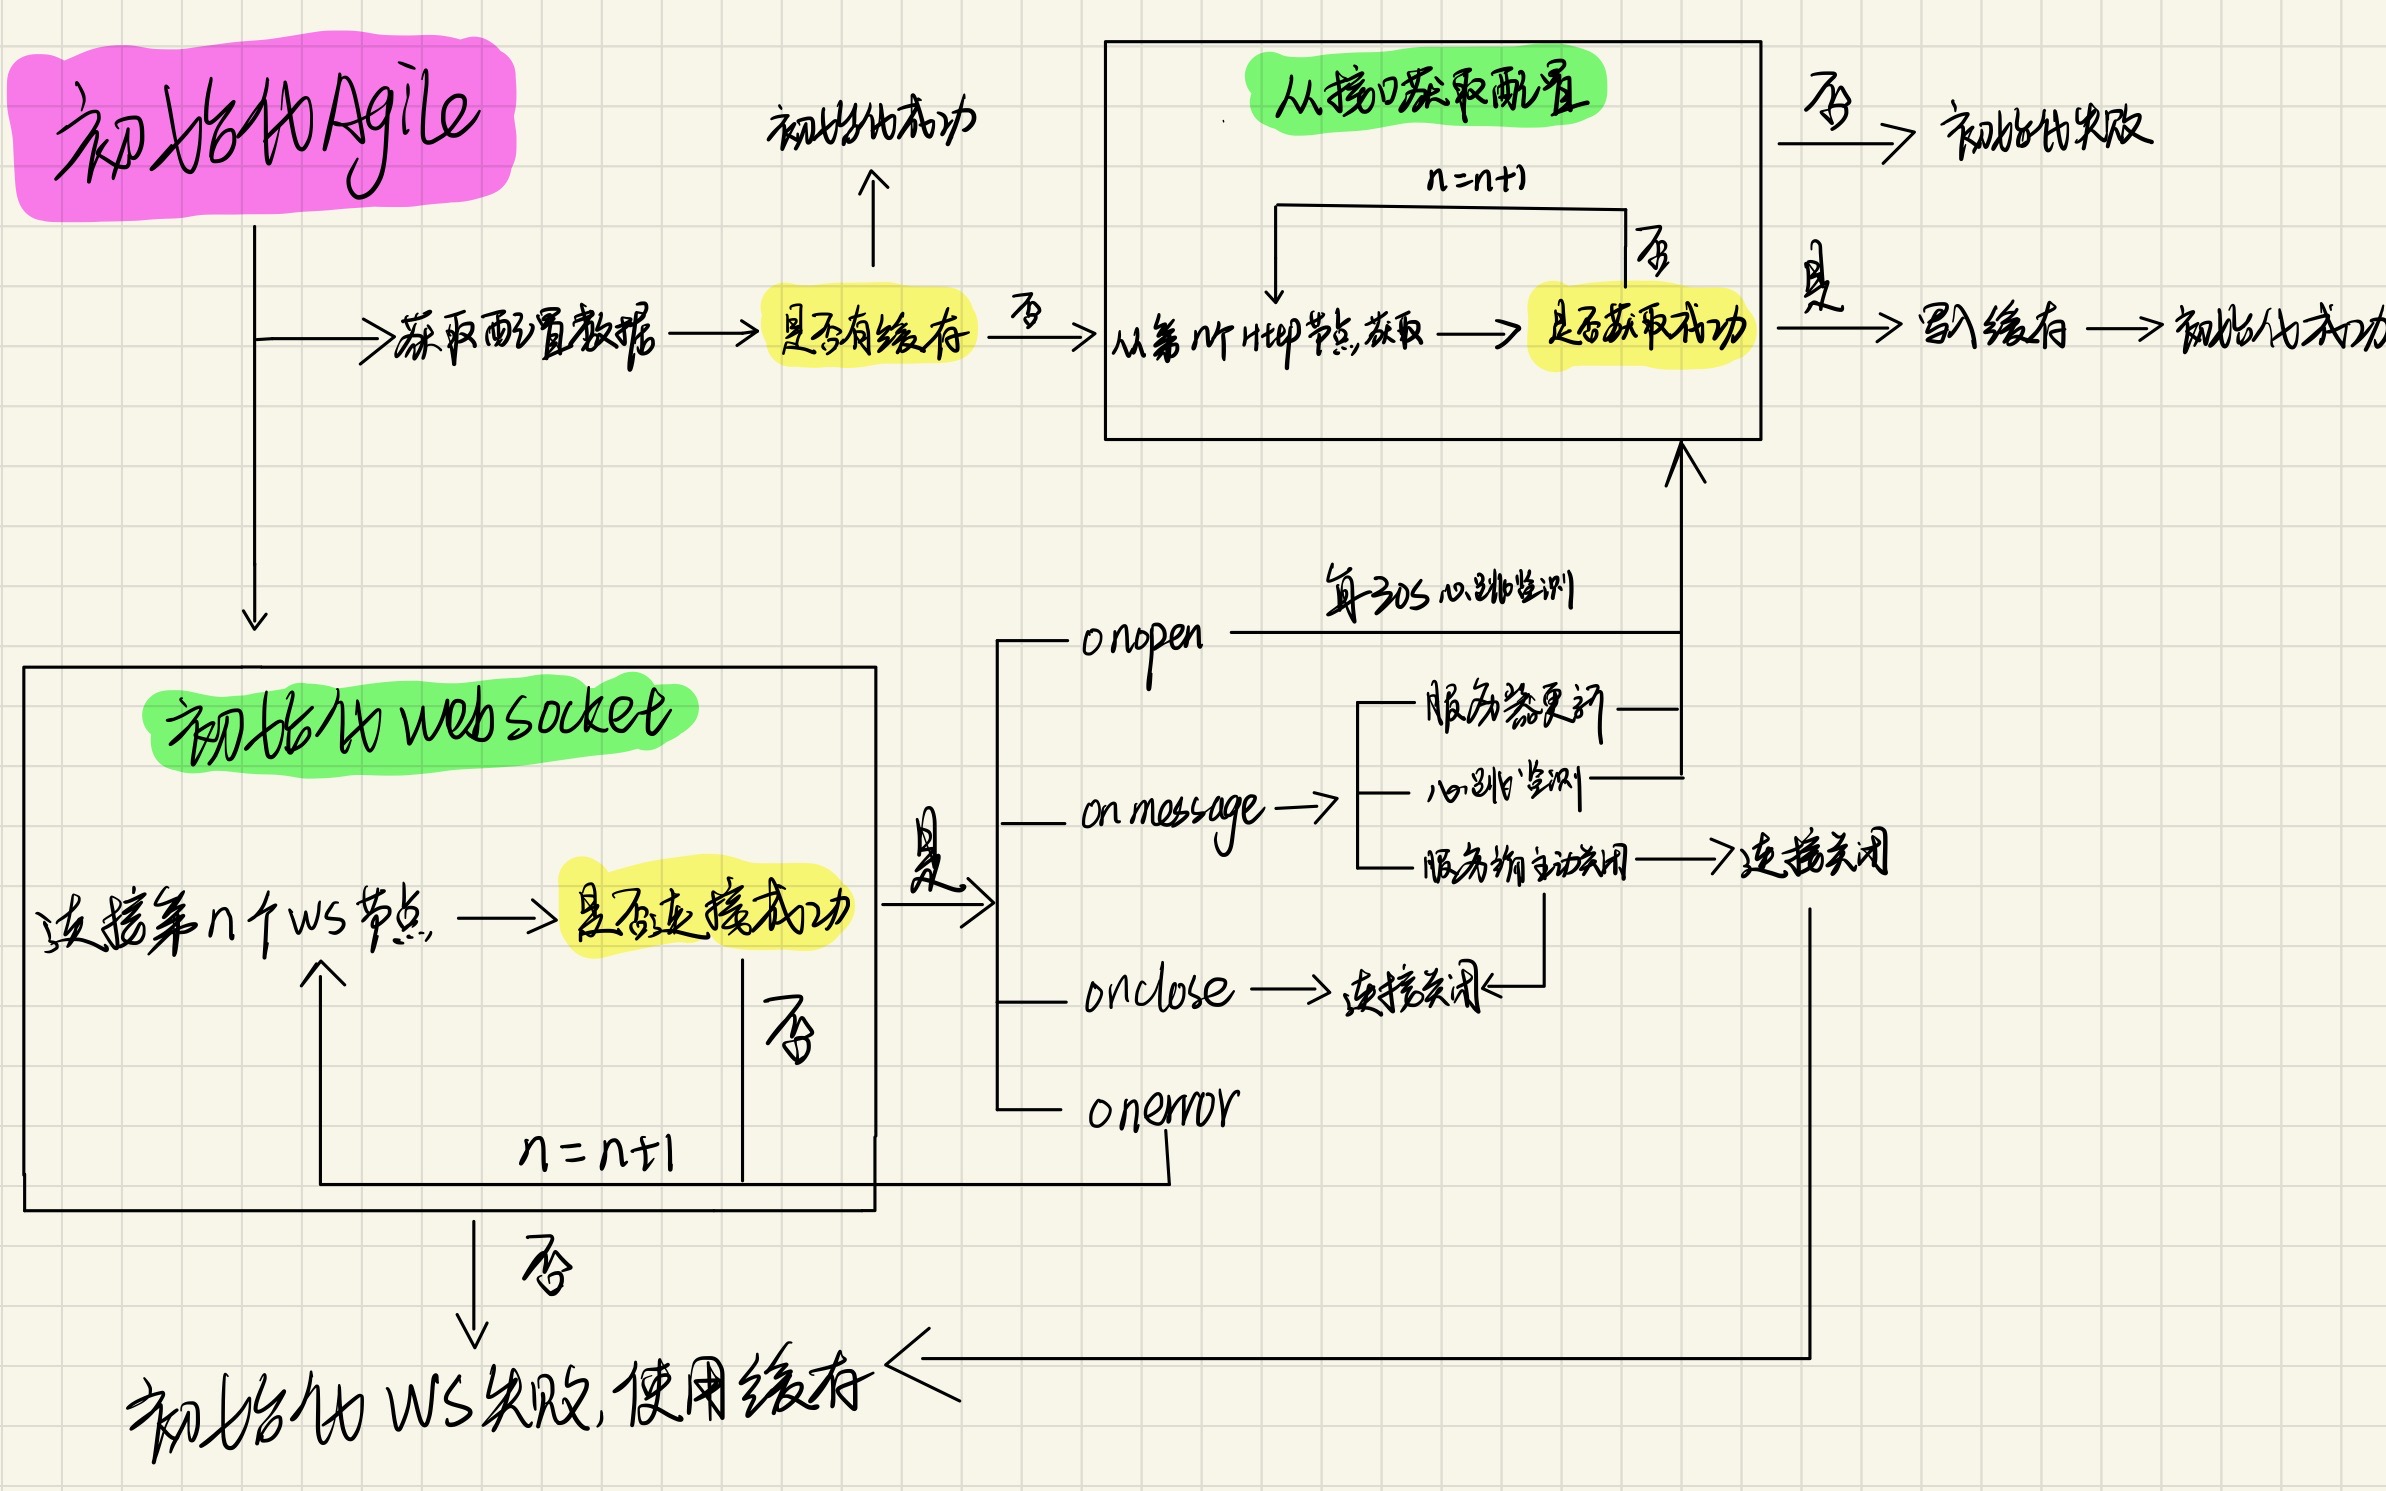 初始化Agile
初始化成功
从接口获取配置
否
初始化失败
n=n+1
否
是
获取配置数据
是否有缓存
否
从第n个Http节点获取
是否获取成功
写入缓存
初始化成功
每30s心跳监测
onopen
初始化websocket
服务器更新
心跳监测
onmessage
是
服务端主动关闭
连接关闭
连接第n个ws节点
是否连接成功
onclose
连接关闭
否
onerror
n=n+1
否
初始化WS失败,使用缓存